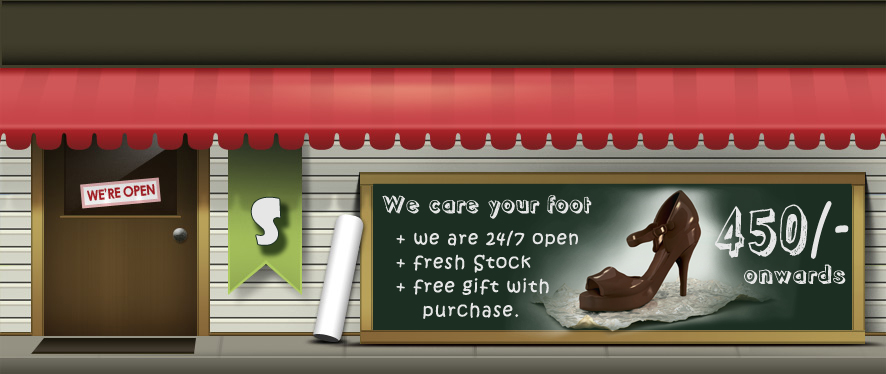 WE'RE OPEN
S
We care your foot
+ we are 24/7 open
+ fresh Stock
+ free gift with
purchase.
450/-
onwards